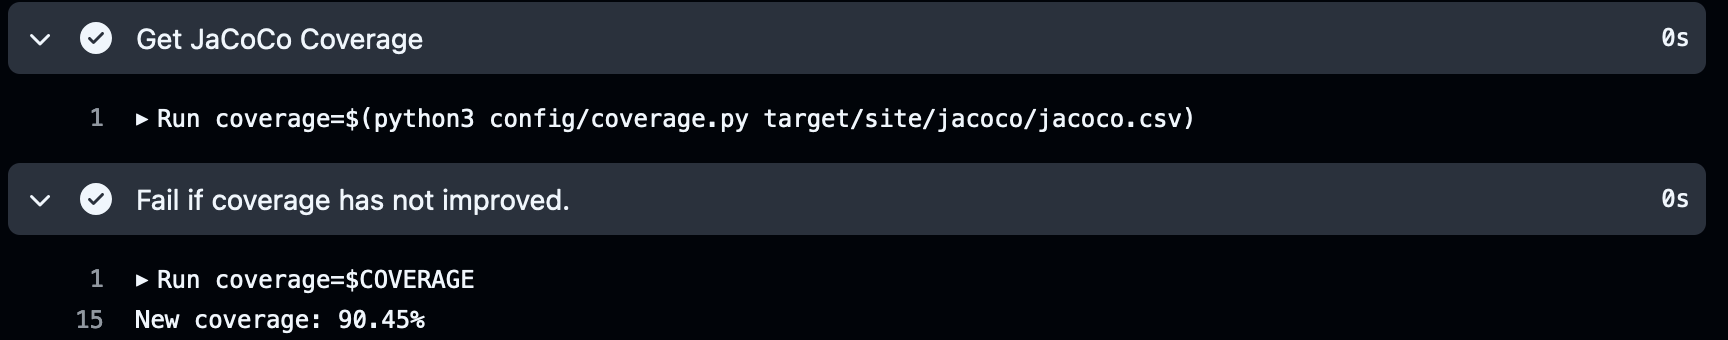 Get JaCoCo Coverage 0s
1 ▸ Run coverage=$(python3 config/coverage.py target/site/jacoco/jacoco.csv)
Fail if coverage has not improved. 0s
1 ▸ Run coverage=$COVERAGE
15 New coverage: 90.45%